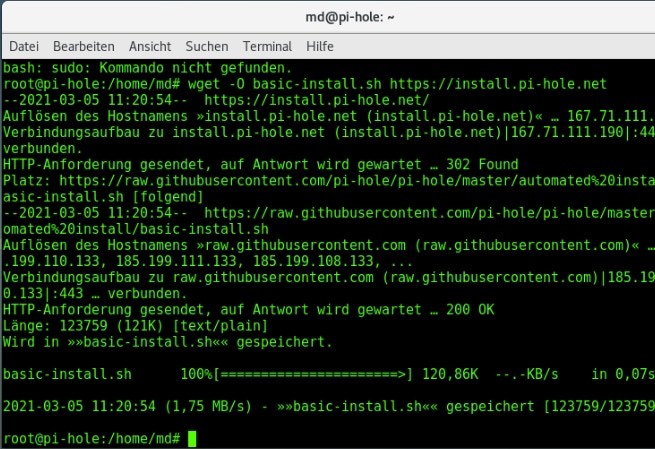 md@pi-hole: ~
Datei Bearbeiten Ansicht Suchen Terminal Hilfe
bash: sudo: Kommando nicht gefunden.
root@pi-hole:/home/md# wget -O basic-install.sh https://install.pi-hole.net
--2021-03-05 11:20:54-- https://install.pi-hole.net/
Auflösen des Hostnamens »install.pi-hole.net (install.pi-hole.net)« … 167.71.111.
Verbindungsaufbau zu install.pi-hole.net (install.pi-hole.net)|167.71.111.190|:44
verbunden.
HTTP-Anforderung gesendet, auf Antwort wird gewartet … 302 Found
Platz: https://raw.githubusercontent.com/pi-hole/pi-hole/master/automated%20insta
asic-install.sh [folgend]
--2021-03-05 11:20:54-- https://raw.githubusercontent.com/pi-hole/pi-hole/master
omated%20install/basic-install.sh
Auflösen des Hostnamens »raw.githubusercontent.com (raw.githubusercontent.com)« …
.199.110.133, 185.199.111.133, 185.199.108.133, ...
Verbindungsaufbau zu raw.githubusercontent.com (raw.githubusercontent.com)|185.19
0.133|:443 … verbunden.
HTTP-Anforderung gesendet, auf Antwort wird gewartet … 200 OK
Länge: 123759 (121K) [text/plain]
Wird in »»basic-install.sh«« gespeichert.
basic-install.sh 100%[======================>] 120,86K --.-KB/s in 0,07s
2021-03-05 11:20:54 (1,75 MB/s) - »»basic-install.sh«« gespeichert [123759/123759
root@pi-hole:/home/md#